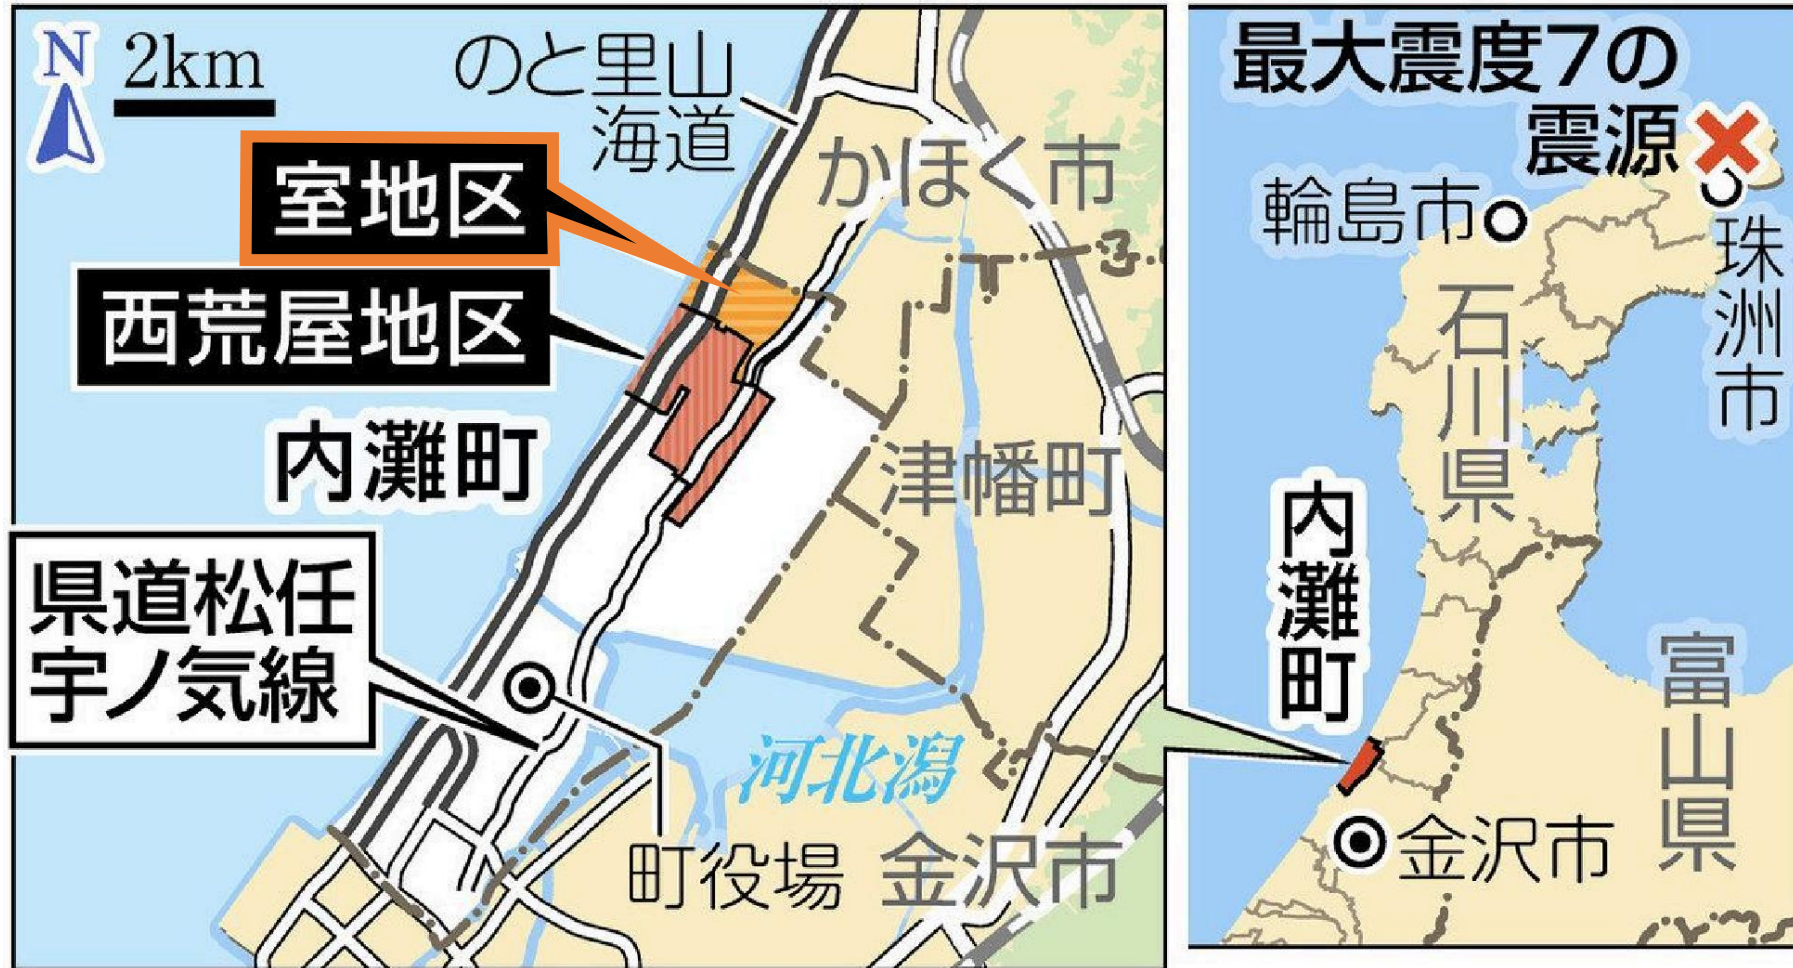 N
2km
のと里山
海道
室地区
かほく市
西荒屋地区
内灘町
津幡町
県道松任
宇ノ気線
河北潟
町役場
金沢市
最大震度7の
震源
輪島市
珠洲市
石川県
内灘町
富山県
金沢市